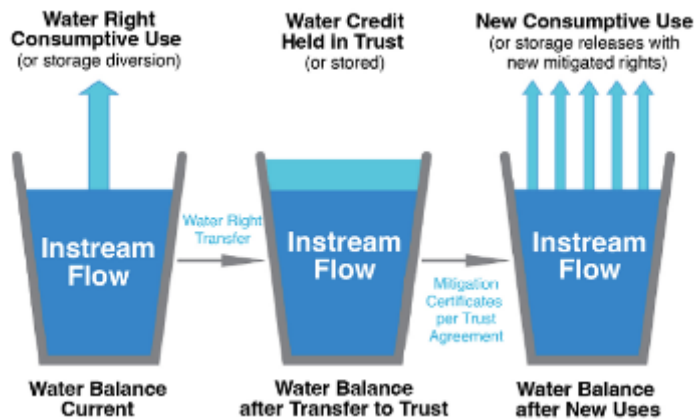 Water Right
Consumptive Use
(or storage diversion)
Water Credit
Held in Trust
(or stored)
New Consumptive Use
(or storage releases with
new mitigated rights)
Instream
Flow
Water Right
Transfer
Instream
Flow
Mitigation
Certificates
per Trust
Agreement
Instream
Flow
Water Balance
Current
Water Balance
after Transfer to Trust
Water Balance
after New Uses